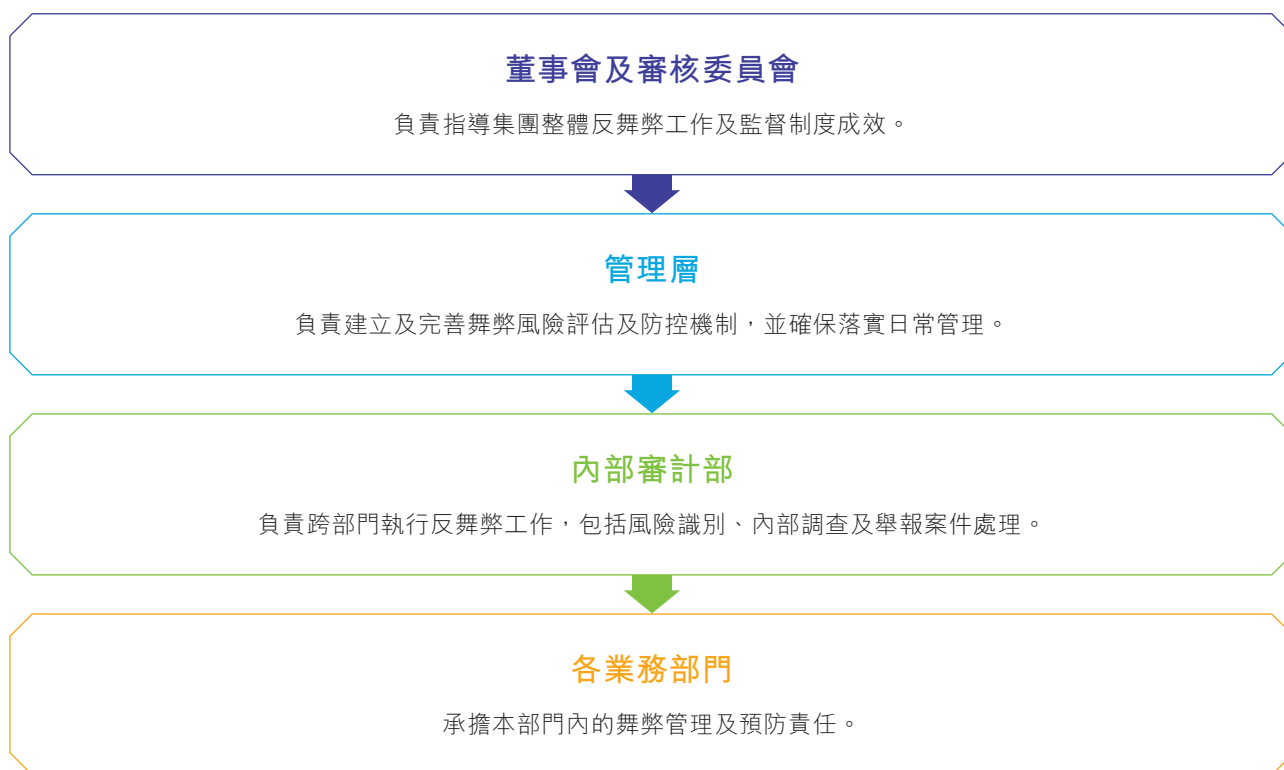 董事會及審核委員會
負責指導集團整體反舞弊工作及監督制度成效。
管理層
負責建立及完善舞弊風險評估及防控機制，並確保落實日常管理。
內部審計部
負責跨部門執行反舞弊工作，包括風險識別、內部調查及舉報案件處理。
各業務部門
承擔本部門內的舞弊管理及預防責任。